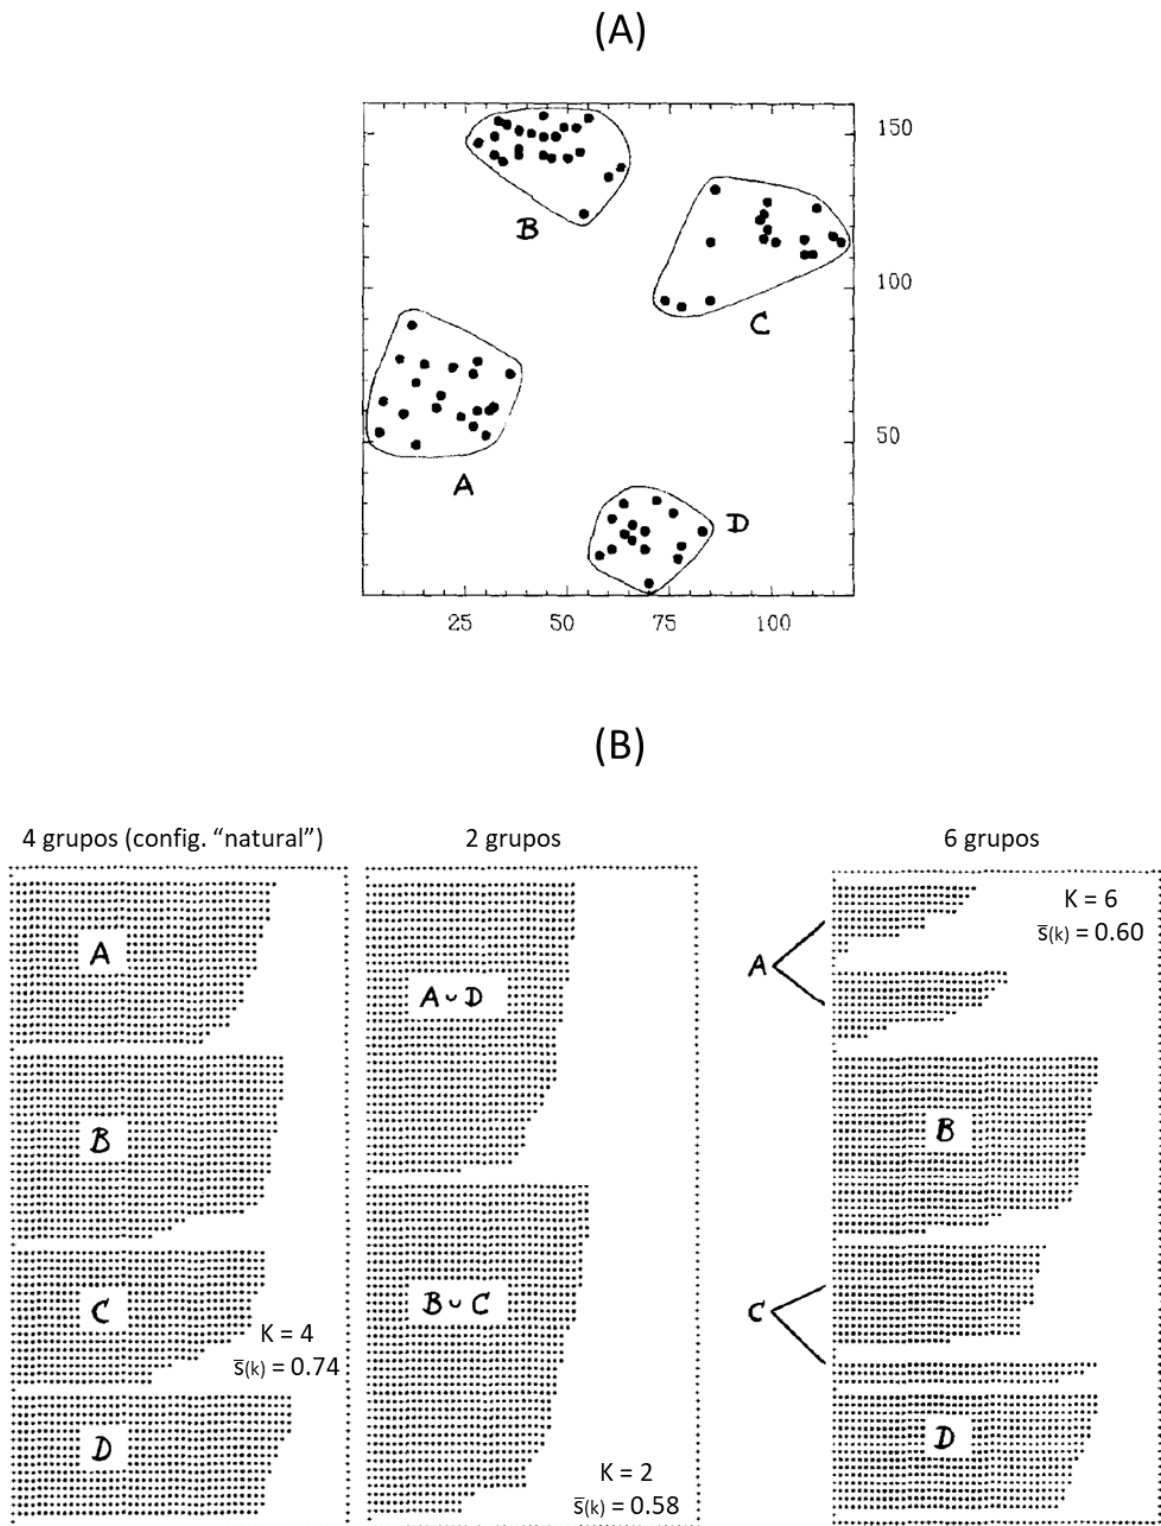 (A)
150
B
100
C
50
A
D
25 50 75 100
(B)
4 grupos (config. “natural”)
2 grupos
6 grupos
A
B
C
K = 4
s̅(k) = 0.74
D
A ∪ D
B ∪ C
K = 2
s̅(k) = 0.58
K = 6
s̅(k) = 0.60
A
B
C
D